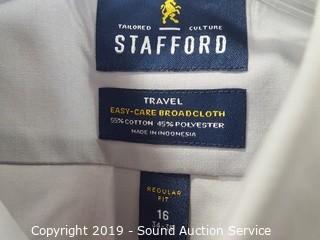 TAILORED CULTURE
STAFFORD
TRAVEL
EASY-CARE BROADCLOTH
55% COTTON 45% POLYESTER
MADE IN INDONESIA
REGULAR
FIT
16
Copyright 2019 - Sound Auction Service